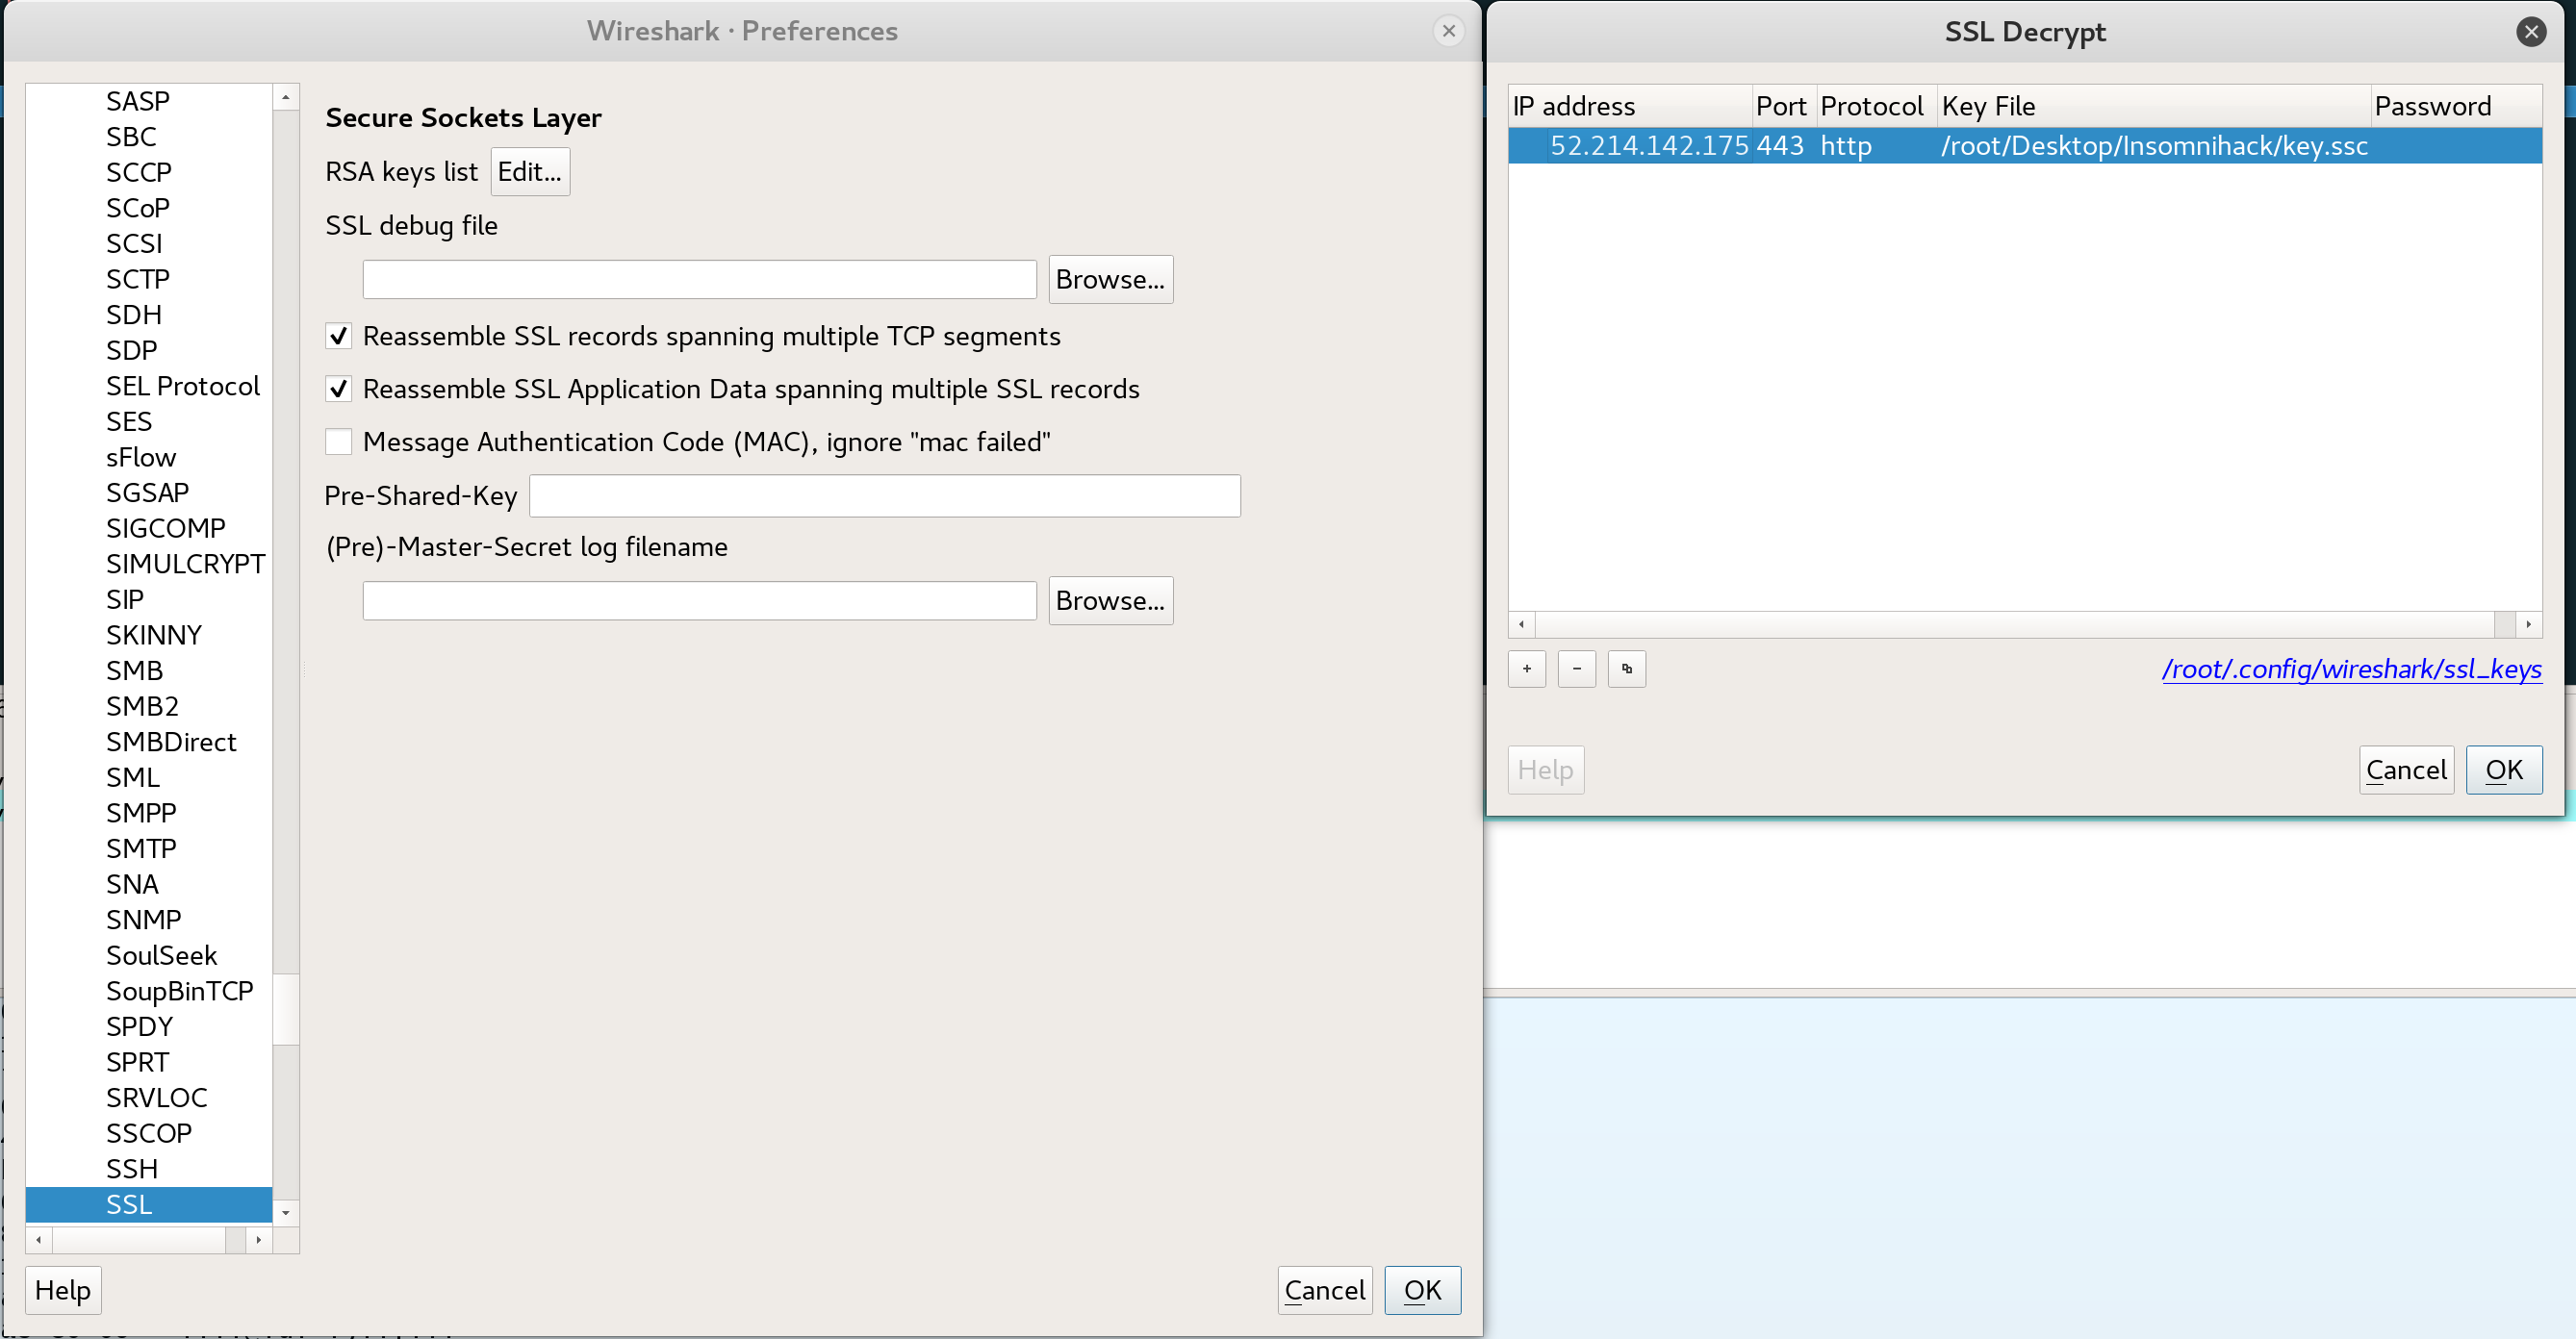 Wireshark · Preferences
SASP
SBC
SCCP
SCoP
SCSI
SCTP
SDH
SDP
SEL Protocol
SES
sFlow
SGSAP
SIGCOMP
SIMULCRYPT
SIP
SKINNY
SMB
SMB2
SMBDirect
SML
SMPP
SMTP
SNA
SNMP
SoulSeek
SoupBinTCP
SPDY
SPRT
SRVLOC
SSCOP
SSH
SSL
Secure Sockets Layer
RSA keys list Edit...
SSL debug file
Browse...
Reassemble SSL records spanning multiple TCP segments
Reassemble SSL Application Data spanning multiple SSL records
Message Authentication Code (MAC), ignore "mac failed"
Pre-Shared-Key
(Pre)-Master-Secret log filename
Browse...
Help Cancel OK
SSL Decrypt
IP address Port Protocol Key File Password
52.214.142.175 443 http /root/Desktop/Insomnihack/key.ssc
+ -
/root/.config/wireshark/ssl_keys
Help Cancel OK